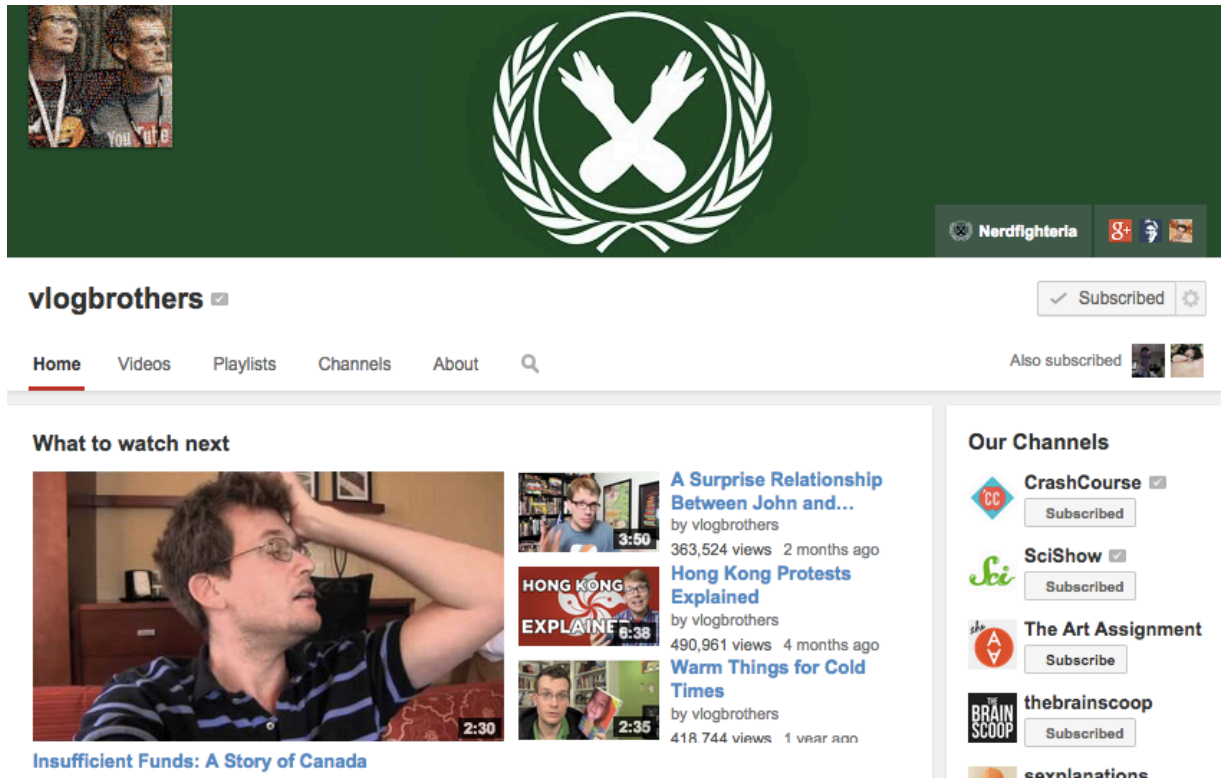 You Tube
Nerdfighteria
g+
vlogbrothers
Subscribed
Home Videos Playlists Channels About
Also subscribed
What to watch next
2:30
Insufficient Funds: A Story of Canada
3:50
A Surprise Relationship
Between John and...
by vlogbrothers
363,524 views 2 months ago
HONG KONG
EXPLAINED
6:38
Hong Kong Protests
Explained
by vlogbrothers
490,961 views 4 months ago
2:35
Warm Things for Cold
Times
by vlogbrothers
418,744 views 1 year ago
Our Channels
CC
CrashCourse
Subscribed
Sci
SciShow
Subscribed
the
A
A
The Art Assignment
Subscribe
THE
BRAIN
SCOOP
thebrainscoop
Subscribed
sexplanations